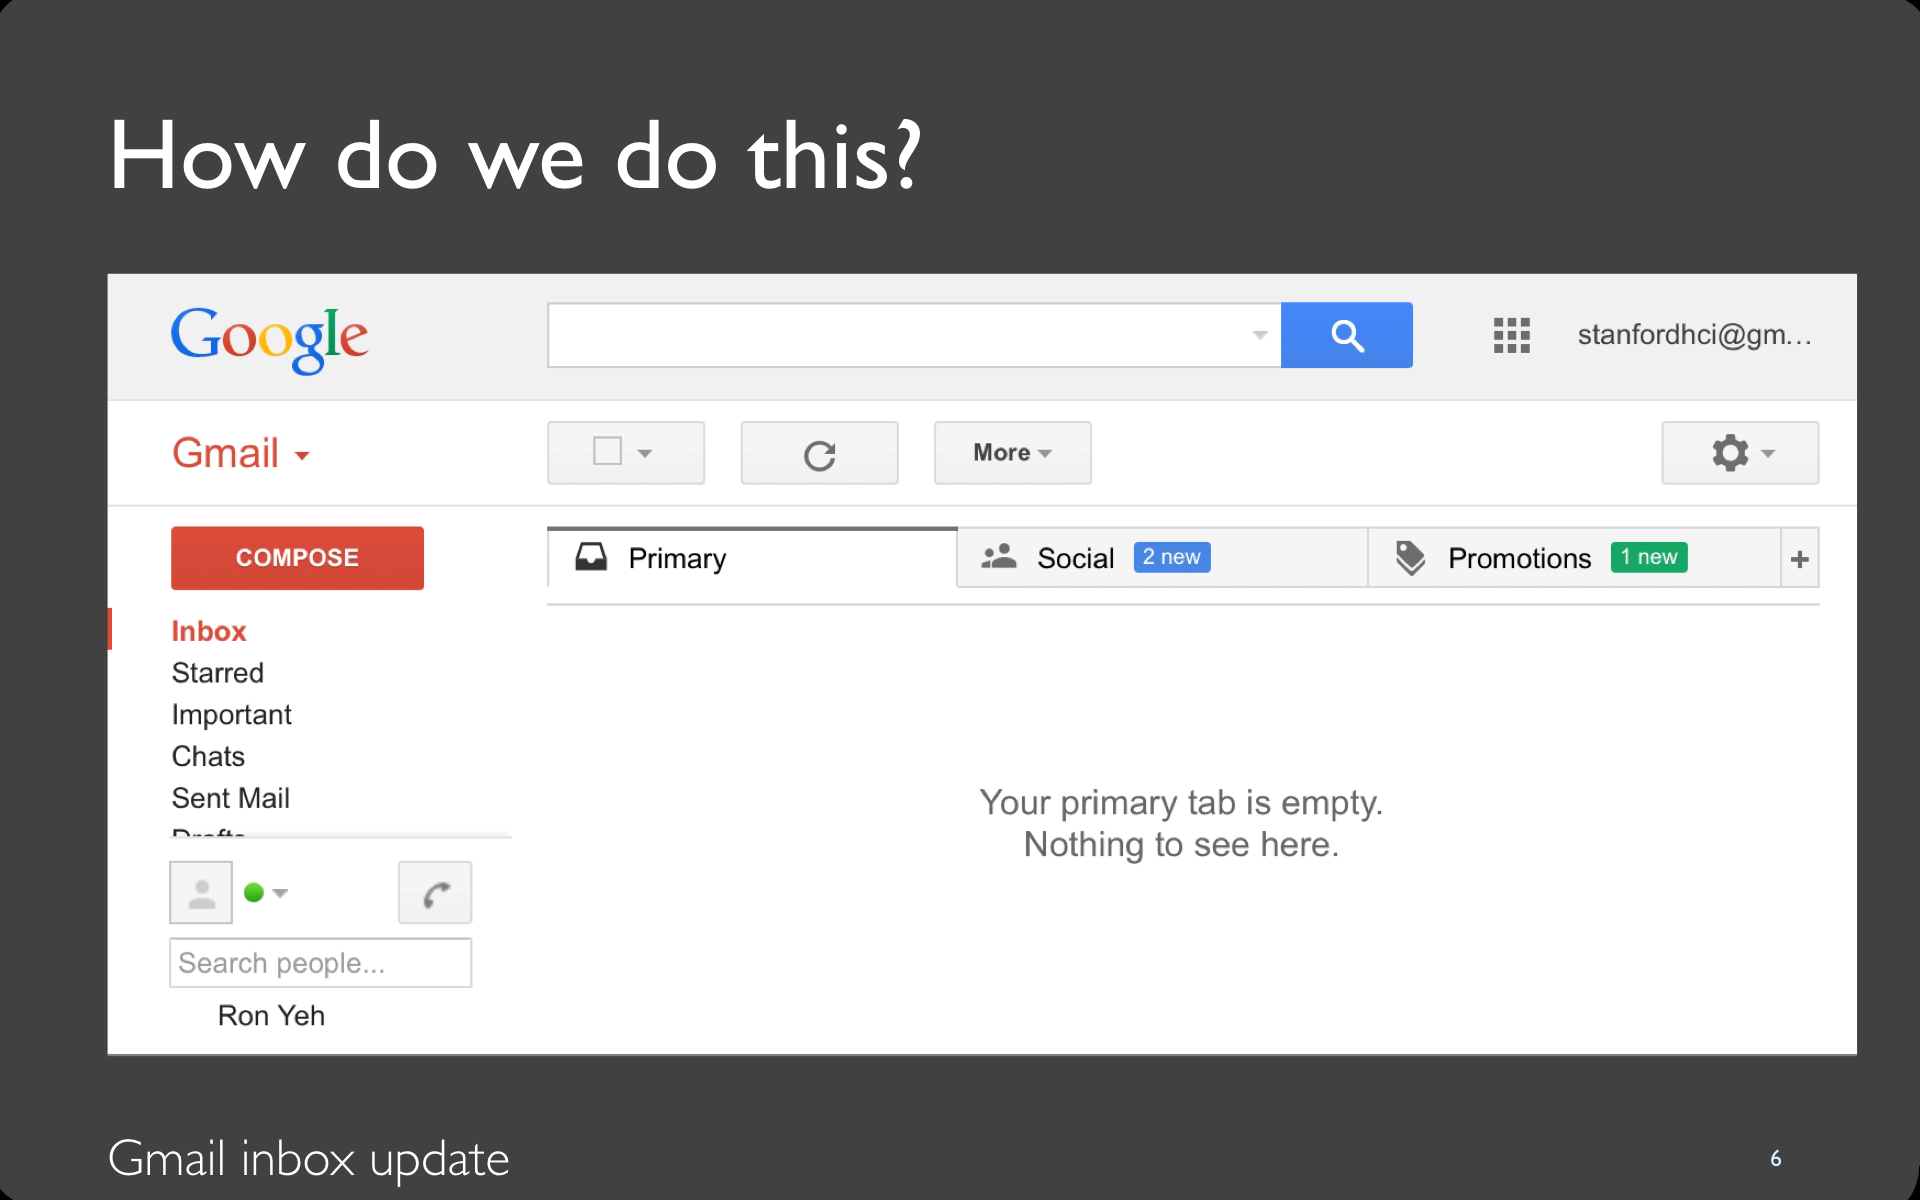 How do we do this?
Google
stanfordhci@gm...
Gmail
More
COMPOSE
Primary
Social 2 new
Promotions 1 new
+
Inbox
Starred
Important
Chats
Sent Mail
Drafts
Your primary tab is empty.
Nothing to see here.
Search people...
Ron Yeh
Gmail inbox update
6